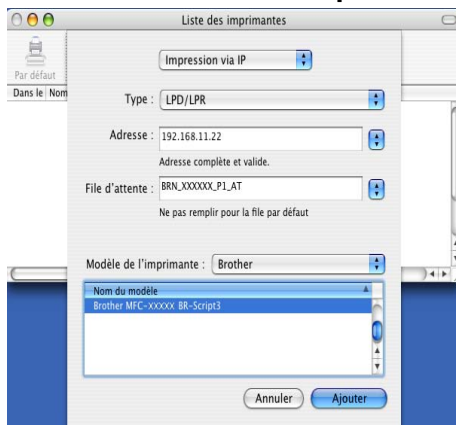 Liste des imprimantes
Impression via IP
Par défaut
Dans le Nom
Type : LPD/LPR
Adresse : 192.168.11.22
Adresse complète et valide.
File d'attente : BRN_XXXXXX_P1_AT
Ne pas remplir pour la file par défaut
Modèle de l'imprimante : Brother
Nom du modèle
Brother MFC-XXXXX BR-Script3
Annuler Ajouter